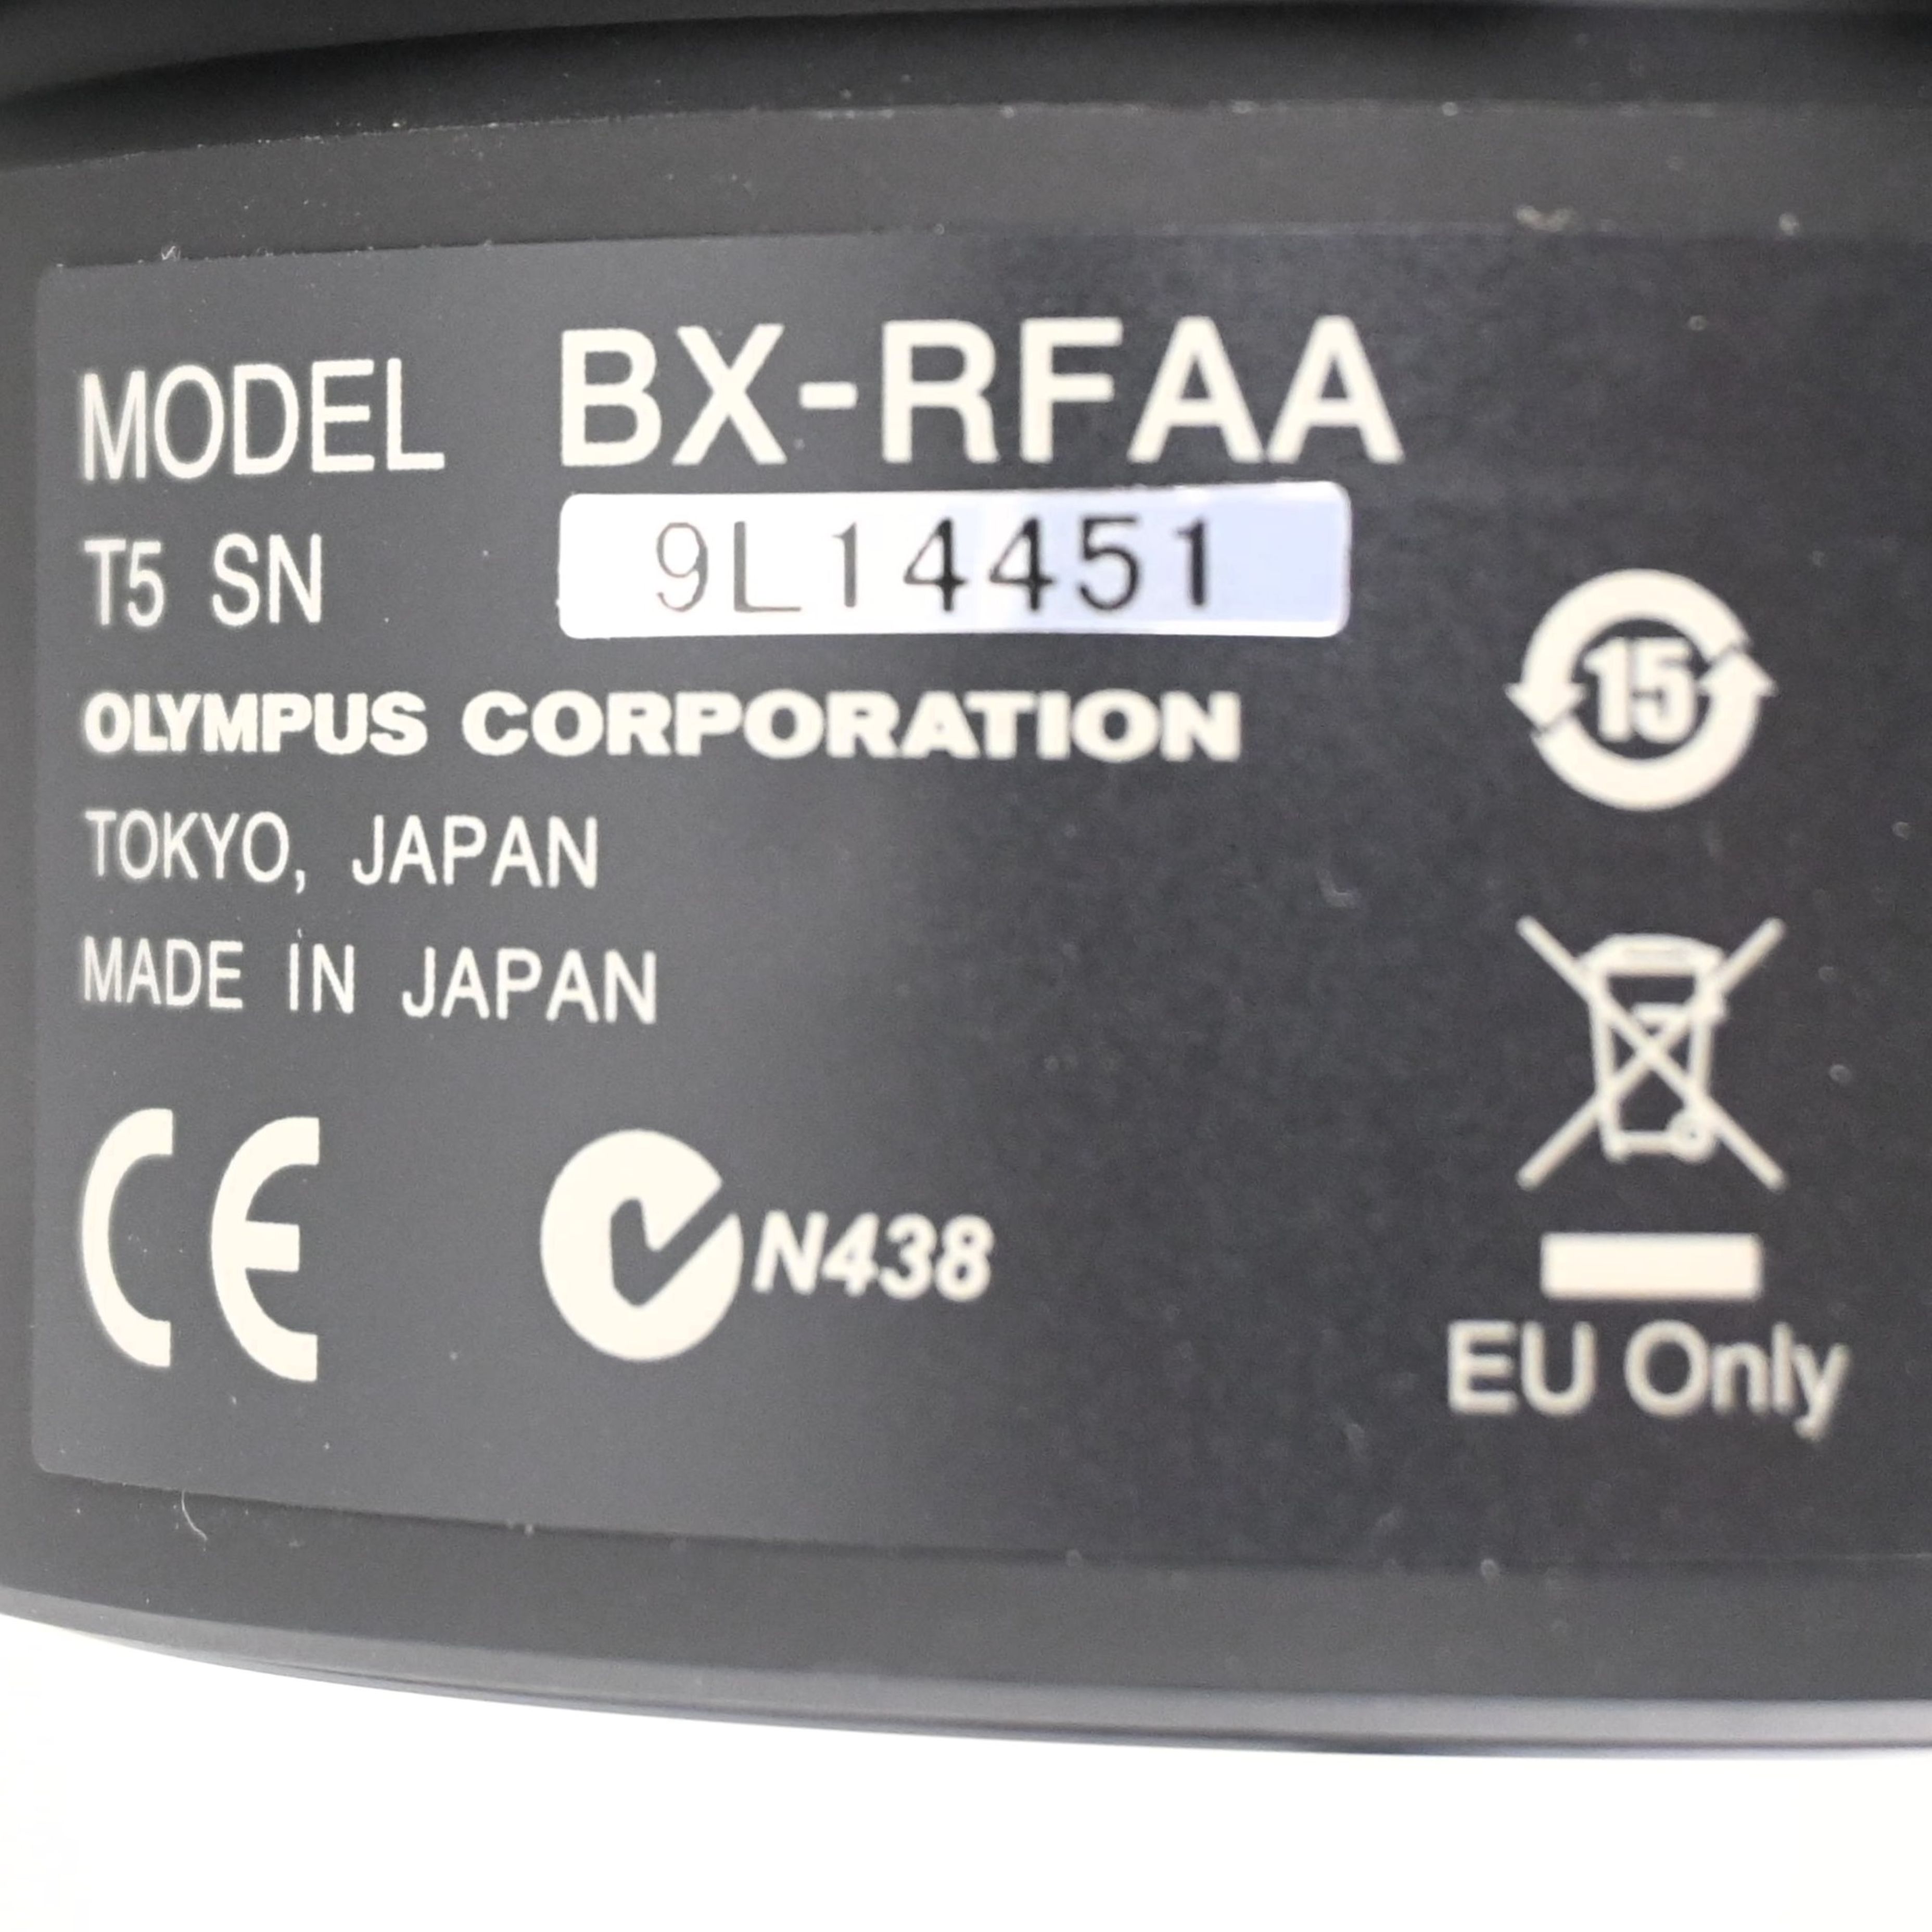 MODEL BX-RFAA
T5 SN 9L14451
OLYMPUS CORPORATION
TOKYO, JAPAN
MADE IN JAPAN
15
CE
N438
EU Only